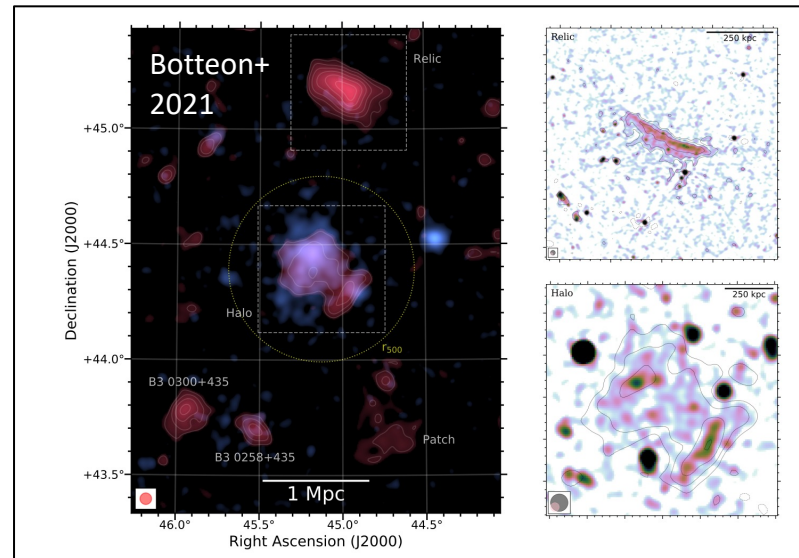 Botteon+
2021
Relic
+45.0°
+44.5°
+44.0°
+43.5°
Declination (J2000)
Halo
r500
B3 0300+435
B3 0258+435
Patch
1 Mpc
46.0° 45.5° 45.0° 44.5°
Right Ascension (J2000)
Relic
250 kpc
Halo
250 kpc